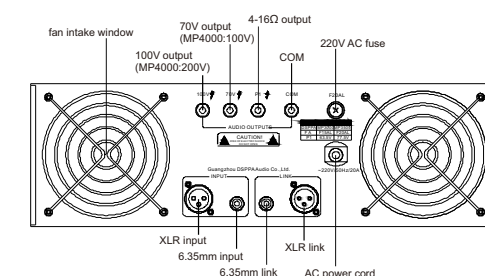 fan intake window
70V output
(MP4000:100V)
4-16Ω output
100V output
(MP4000:200V)
COM
220V AC fuse
100V
70V
COM
F20AL
AUDIO OUTPUTS
CAUTION!
~220V/50Hz/20A
Guangzhou DSPPA Audio Co.,Ltd.
INPUT
LINK
XLR input
6.35mm input
6.35mm link
XLR link
AC power cord